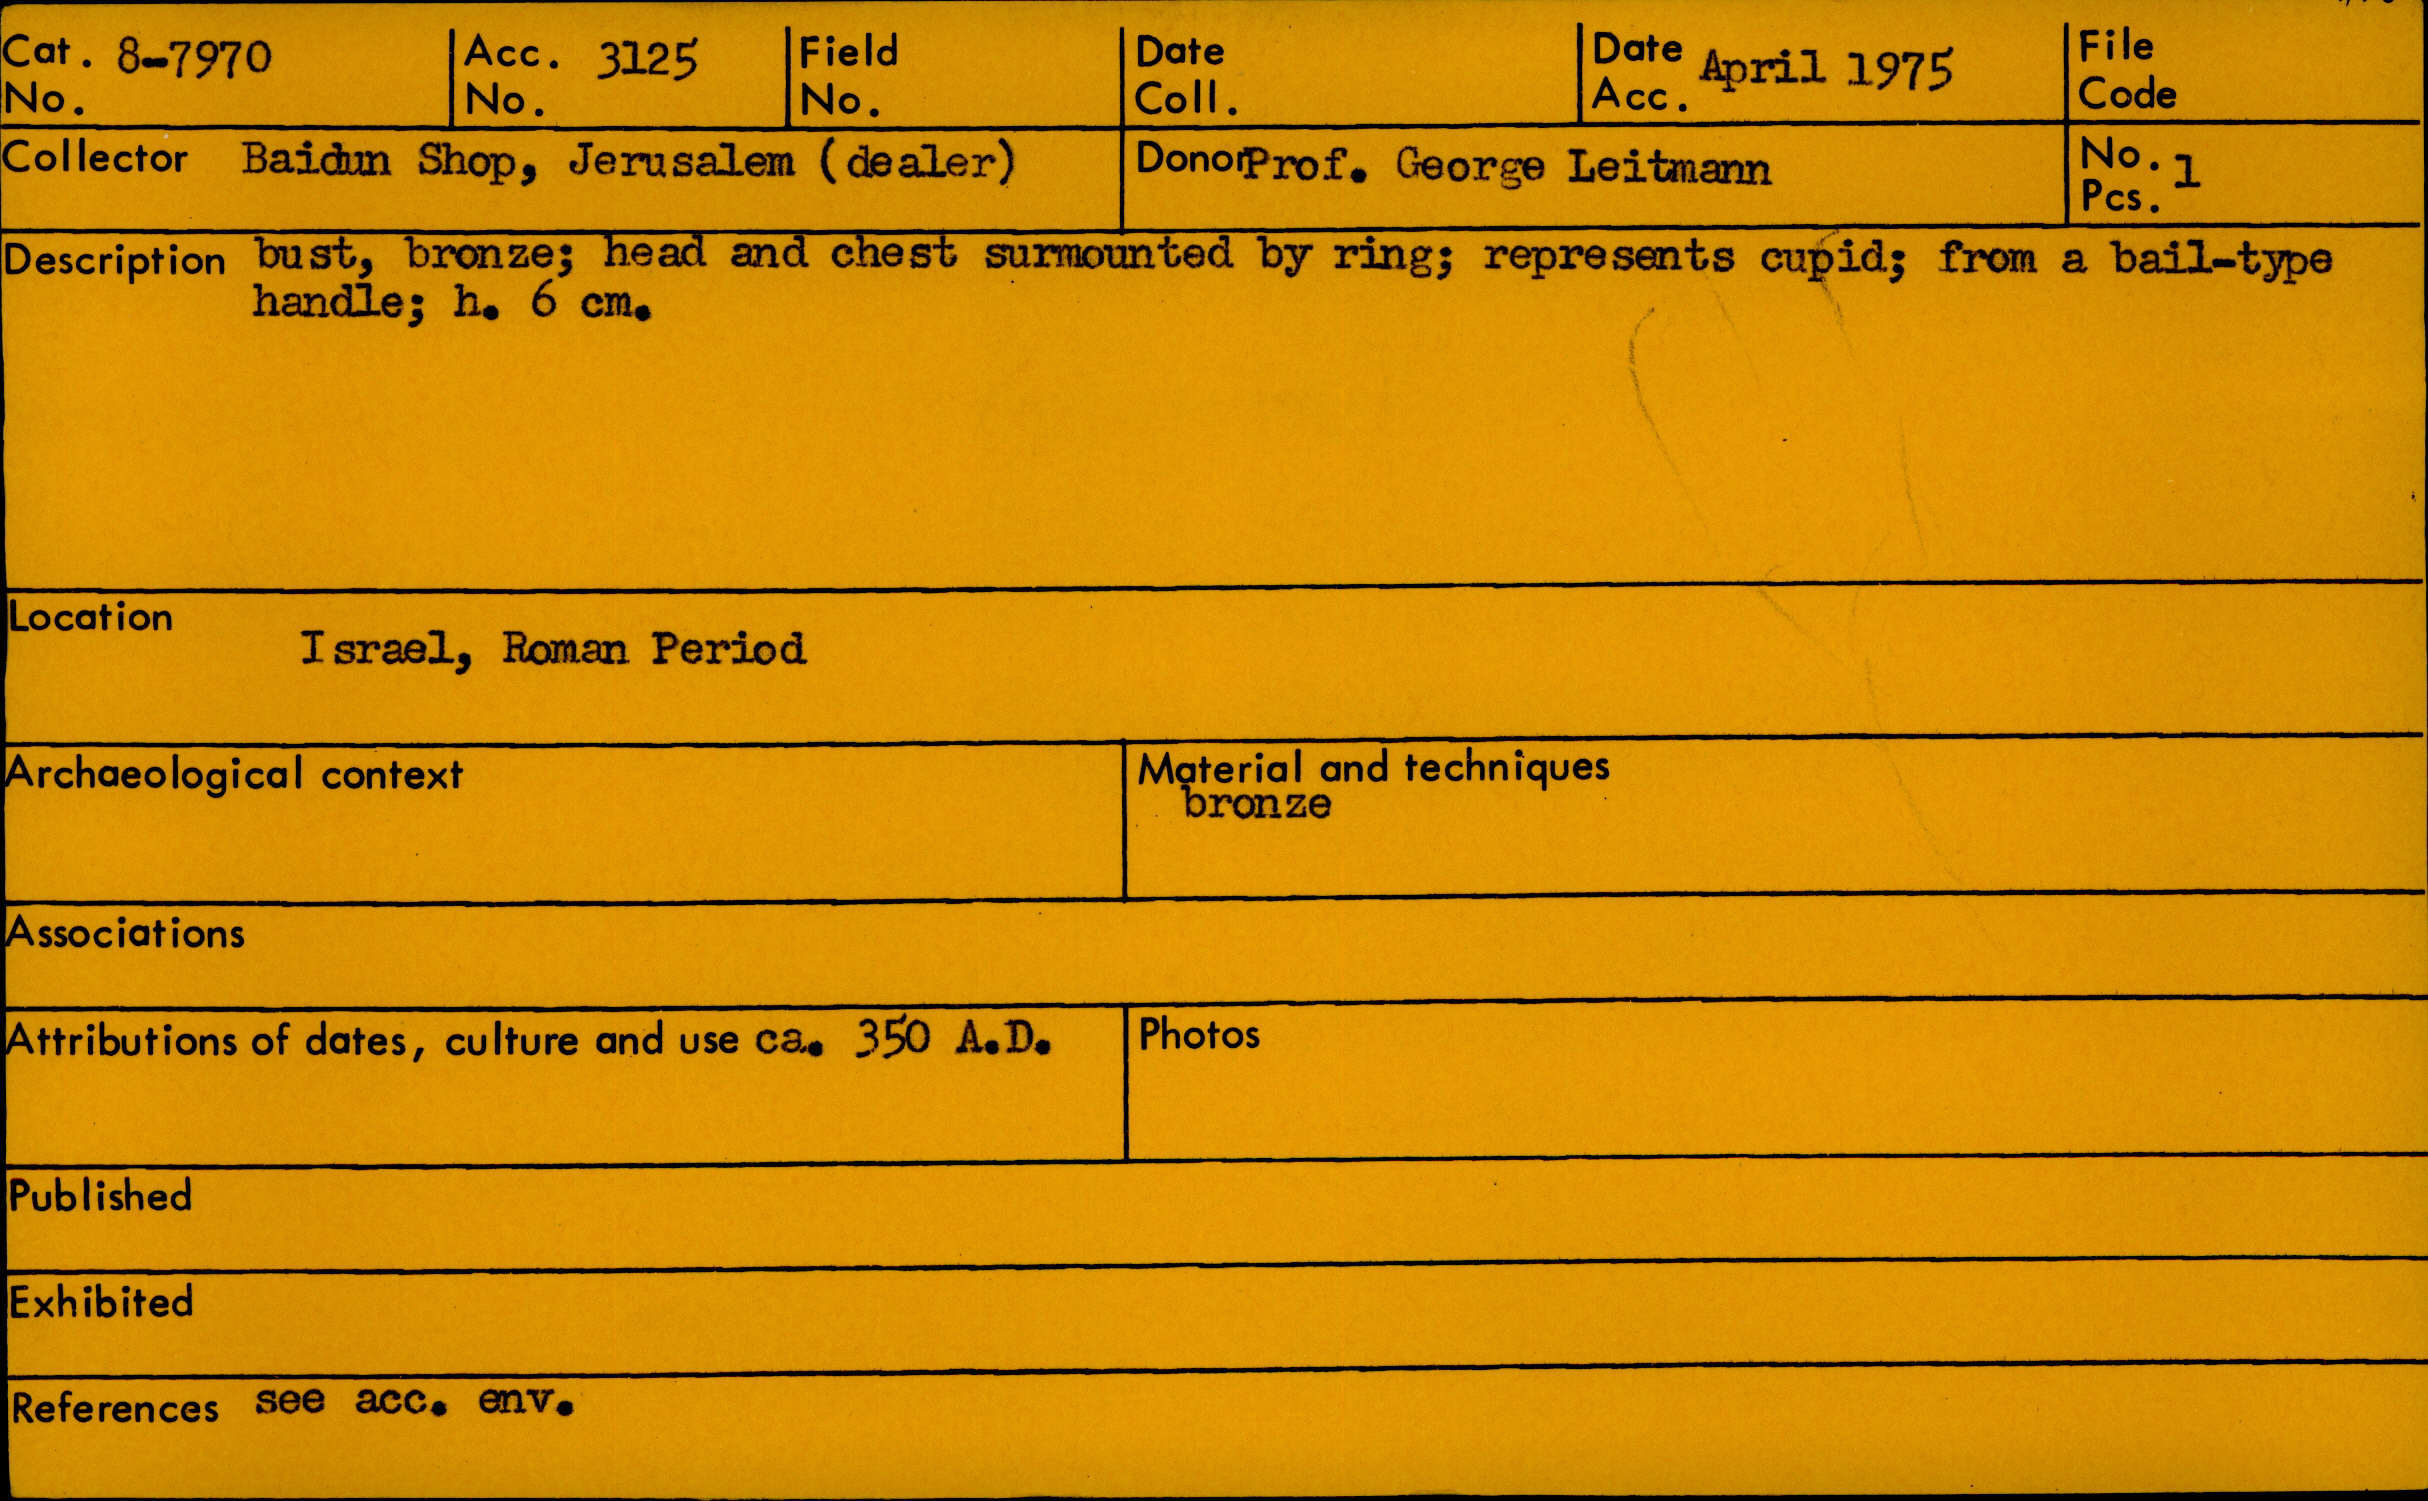 Cat. No. 8-7970 Acc. No. 3125 Field No. Date Coll. Date Acc. April 1975 File Code
Collector Baidun Shop, Jerusalem (dealer) Donor Prof. George Leitmann No. Pcs. 1
Description bust, bronze; head and chest surmounted by ring; represents cupid; from a bail-type
handle; h. 6 cm.
Location
Israel, Roman Period
Archaeological context Material and techniques
bronze
Associations
Attributions of dates, culture and use ca. 350 A.D. Photos
Published
Exhibited
References see acc. env.